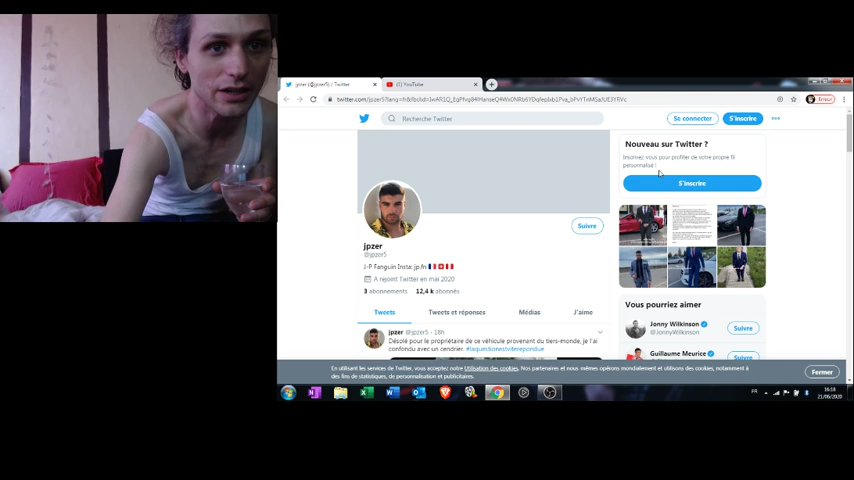 jpzer (@jpzer5) / Twitter
(1) YouTube
Recherche Twitter
Se connecter
S'inscrire
Nouveau sur Twitter ?
Inscrivez-vous pour profiter de votre propre fil
personnalisé !
S'inscrire
Suivre
jpzer
@jpzer5
J-P Fanguin Insta: jp.fn
A rejoint Twitter en mai 2020
3 abonnements 12,4 k abonnés
Tweets
Tweets et réponses
Médias
J'aime
jpzer @jpzer5 · 18h
Désolé pour le propriétaire de ce véhicule provenant du tiers-monde, je l'ai
confondu avec un cendrier. #laquestionestviterepondue
Vous pourriez aimer
Jonny Wilkinson
@JonnyWilkinson
Suivre
Guillaume Meurice
Suivre
En utilisant les services de Twitter, vous acceptez notre Utilisation des cookies. Nos partenaires et nous mêmes opérons mondialement et utilisons des cookies, notamment à
des fins de statistiques, de personnalisation et publicitaires.
Fermer
FR
16:18
21/06/2020